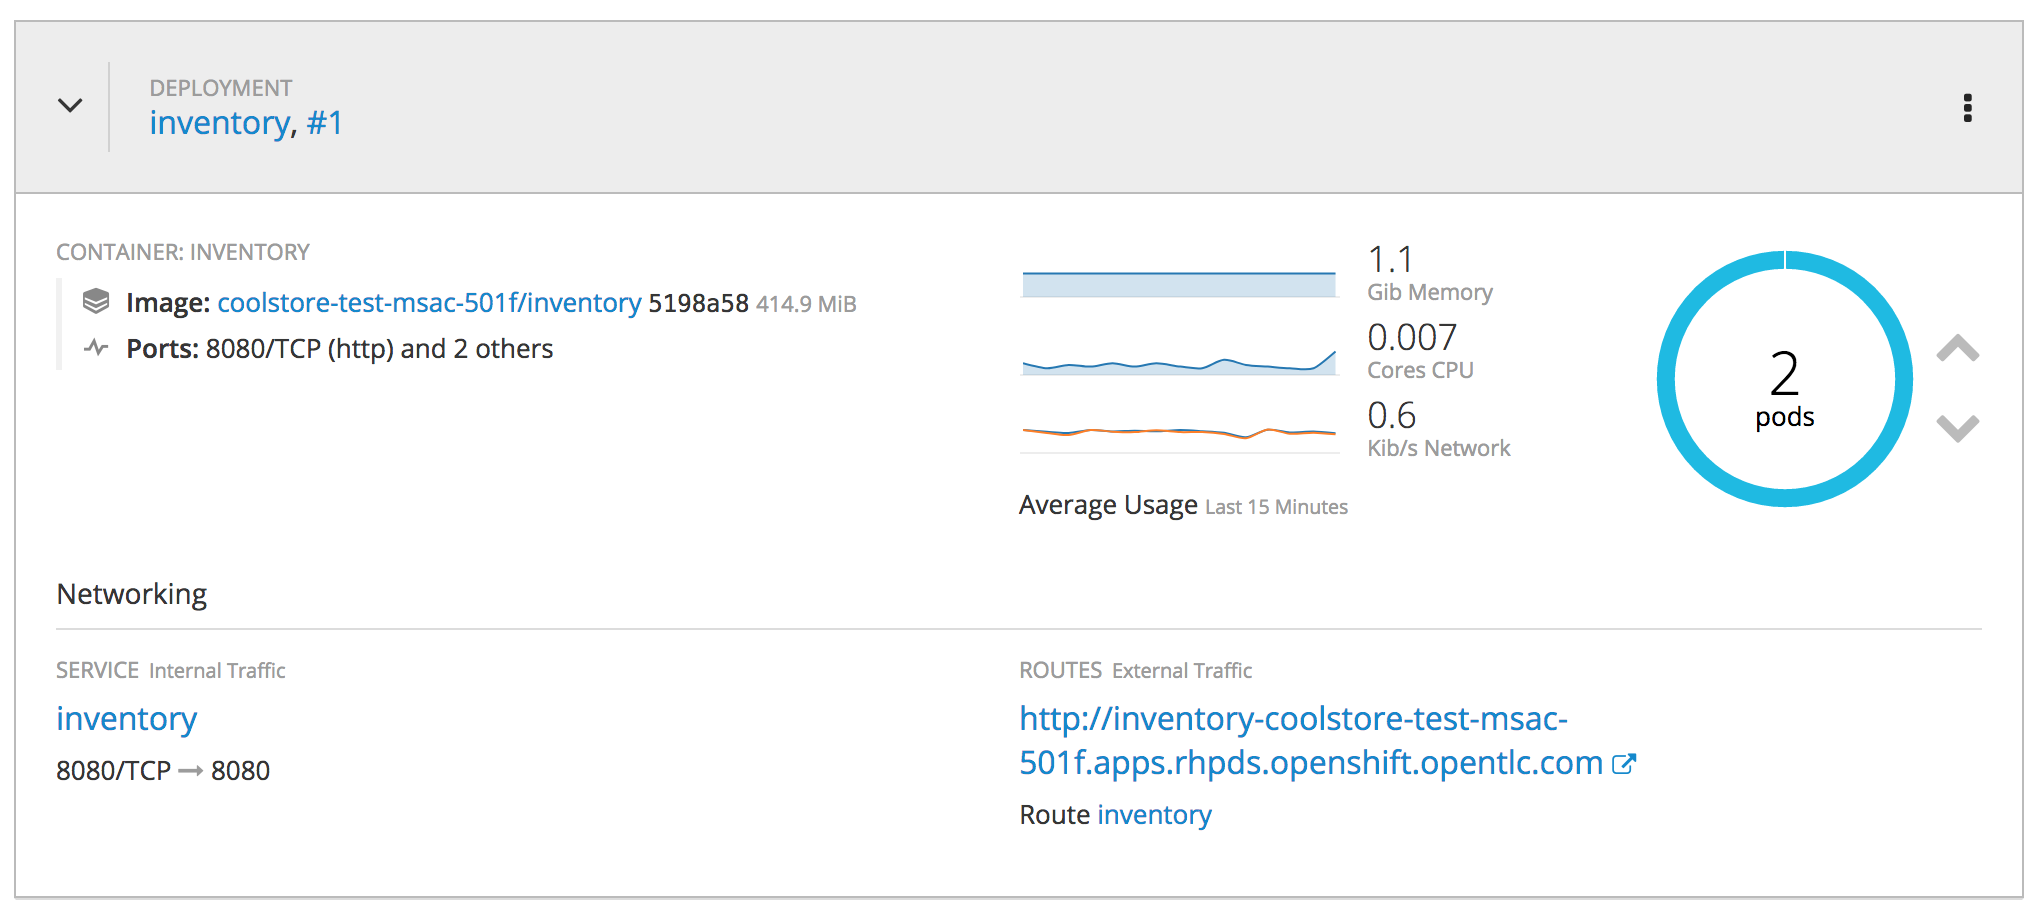 DEPLOYMENT
inventory, #1
CONTAINER: INVENTORY
Image: coolstore-test-msac-501f/inventory 5198a58 414.9 MiB
Ports: 8080/TCP (http) and 2 others
1.1
Gib Memory
0.007
Cores CPU
0.6
Kib/s Network
Average Usage Last 15 Minutes
2
pods
Networking
SERVICE Internal Traffic
inventory
8080/TCP → 8080
ROUTES External Traffic
http://inventory-coolstore-test-msac-
501f.apps.rhpds.openshift.opentlc.com
Route inventory